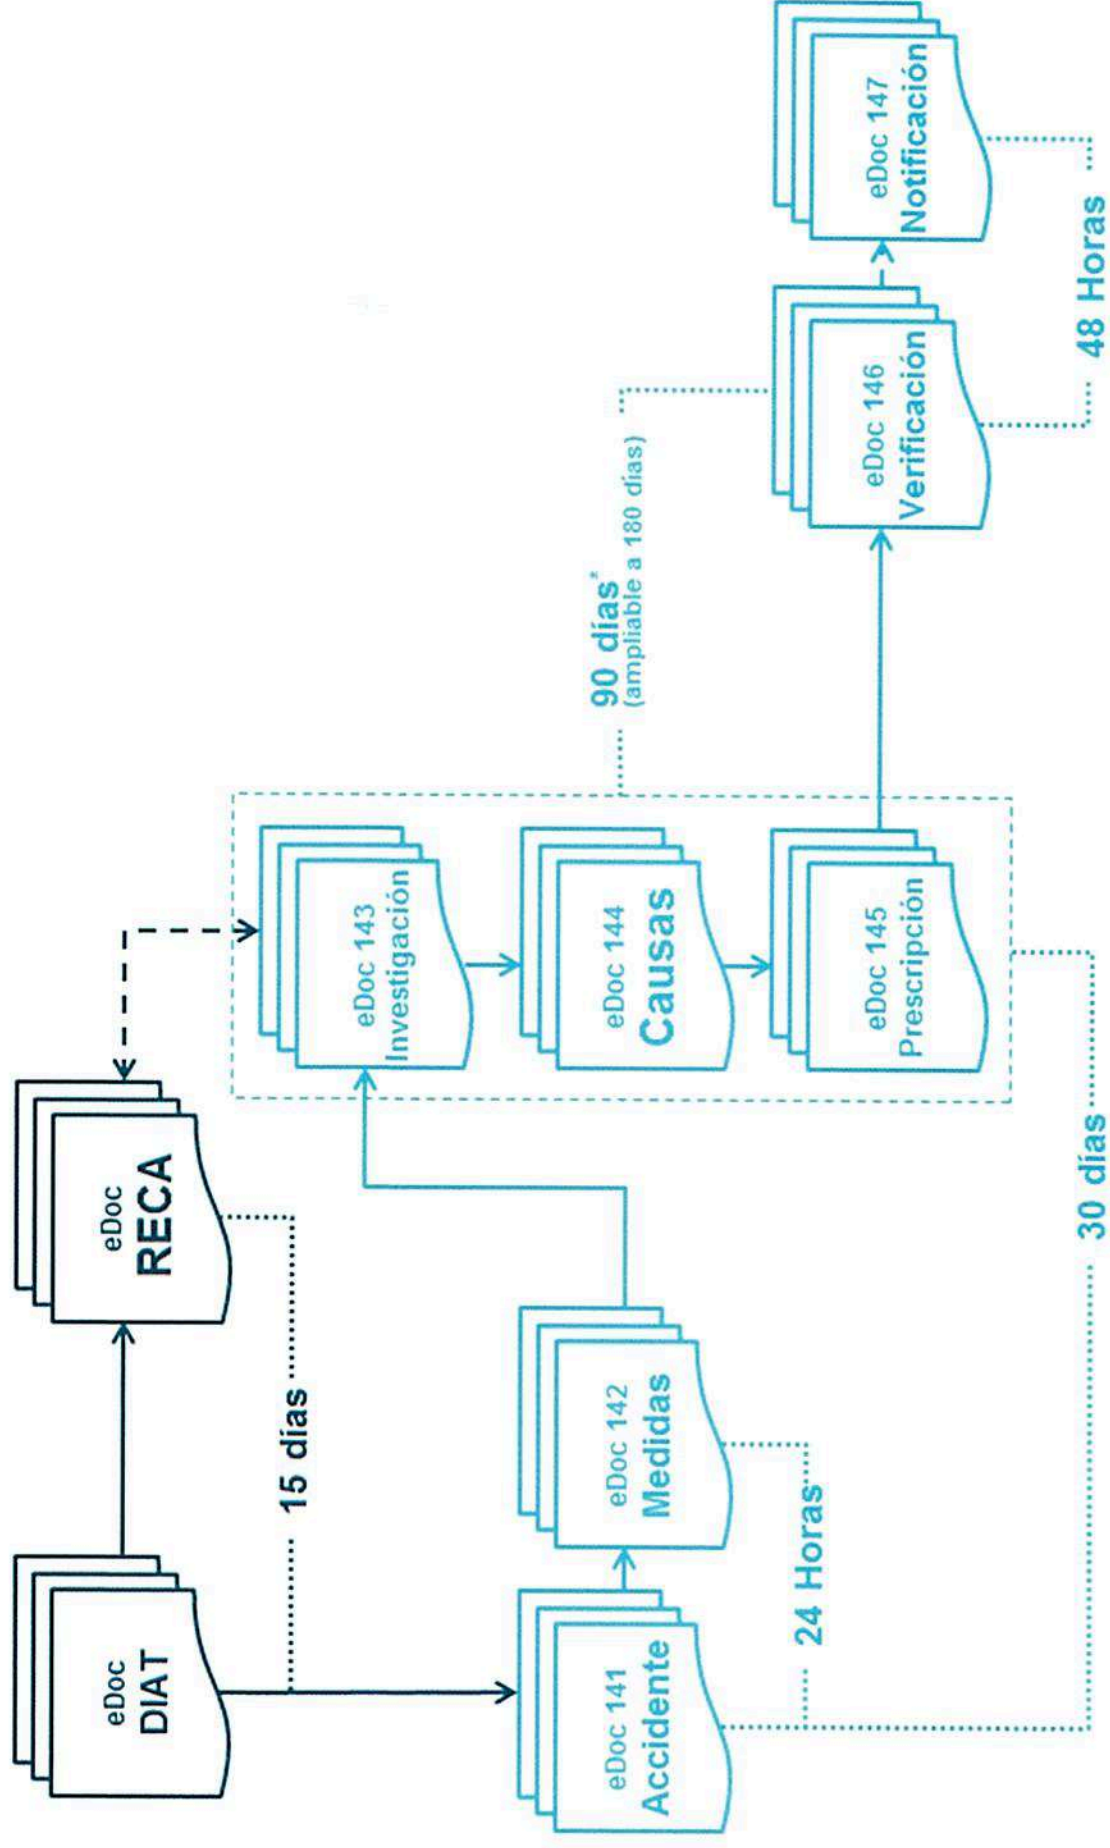 eDoc
DIAT
eDoc
RECA
15 días
eDoc 141
Accidente
eDoc 142
Medidas
24 Horas
eDoc 143
Investigación
eDoc 144
Causas
eDoc 145
Prescripción
30 días
90 días*
(ampliable a 180 días)
eDoc 146
Verificación
eDoc 147
Notificación
48 Horas